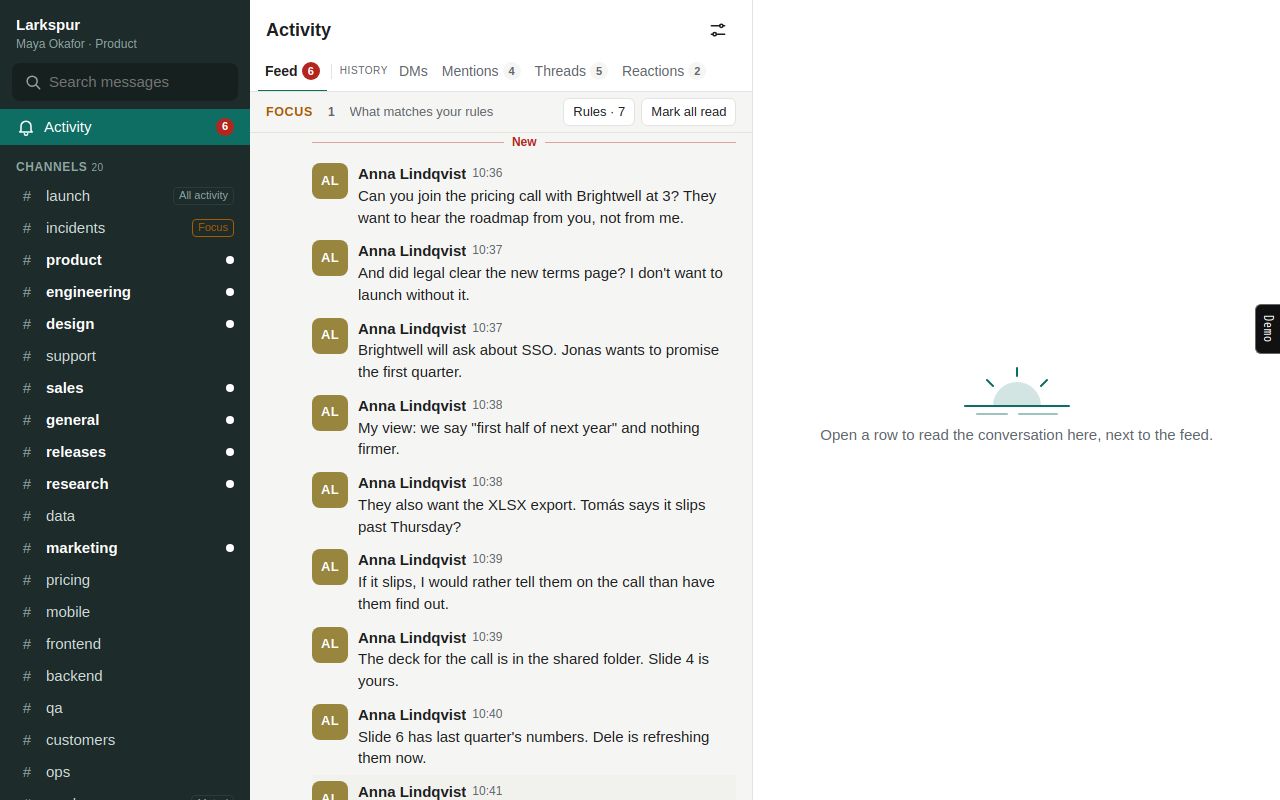 Larkspur
Maya Okafor · Product
Search messages
Activity 6
CHANNELS 20
# launch All activity
# incidents Focus
# product
# engineering
# design
# support
# sales
# general
# releases
# research
# data
# marketing
# pricing
# mobile
# frontend
# backend
# qa
# customers
# ops
Activity
Feed 6 HISTORY DMs Mentions 4 Threads 5 Reactions 2
FOCUS 1 What matches your rules Rules · 7 Mark all read
New
AL Anna Lindqvist 10:36
Can you join the pricing call with Brightwell at 3? They
want to hear the roadmap from you, not from me.
AL Anna Lindqvist 10:37
And did legal clear the new terms page? I don't want to
launch without it.
AL Anna Lindqvist 10:37
Brightwell will ask about SSO. Jonas wants to promise
the first quarter.
AL Anna Lindqvist 10:38
My view: we say "first half of next year" and nothing
firmer.
AL Anna Lindqvist 10:38
They also want the XLSX export. Tomás says it slips
past Thursday?
AL Anna Lindqvist 10:39
If it slips, I would rather tell them on the call than have
them find out.
AL Anna Lindqvist 10:39
The deck for the call is in the shared folder. Slide 4 is
yours.
AL Anna Lindqvist 10:40
Slide 6 has last quarter's numbers. Dele is refreshing
them now.
AL Anna Lindqvist 10:41
Open a row to read the conversation here, next to the feed.
Demo